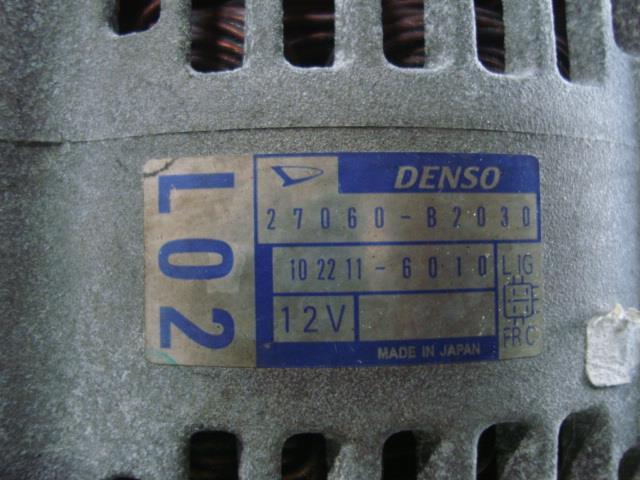 L02
DENSO
27060-B2030
102211-6010
12V
L IG
FR C
MADE IN JAPAN